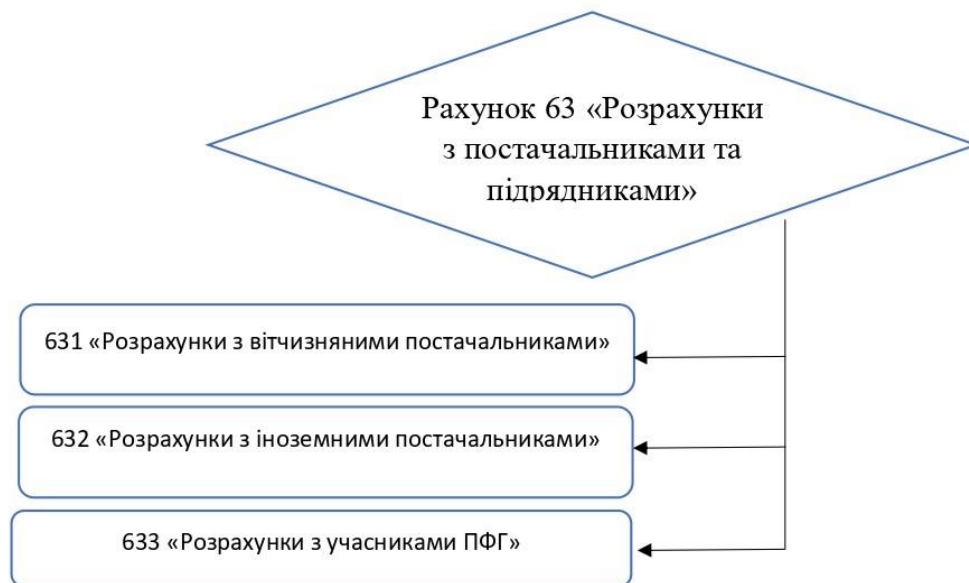 Рахунок 63 «Розрахунки
з постачальниками та
підрядниками»
631 «Розрахунки з вітчизняними постачальниками»
632 «Розрахунки з іноземними постачальниками»
633 «Розрахунки з учасниками ПФГ»